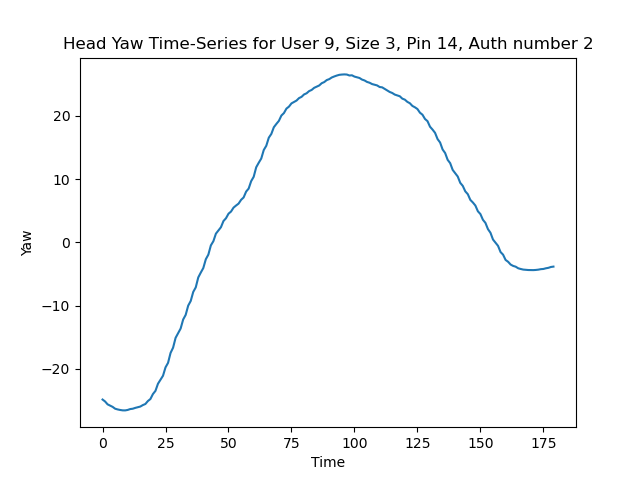 Head Yaw Time-Series for User 9, Size 3, Pin 14, Auth number 2
20
10
0
−10
−20
Yaw
0 25 50 75 100 125 150 175
Time